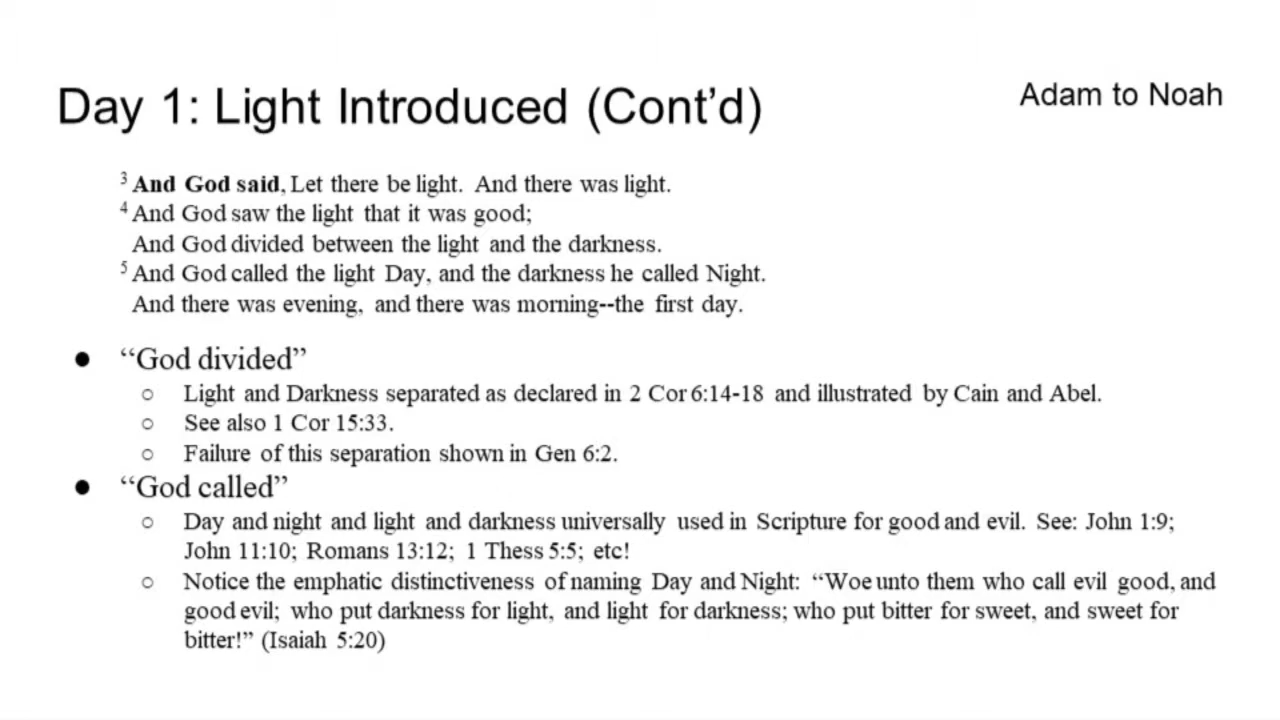 Day 1: Light Introduced (Cont’d)
Adam to Noah
3 And God said, Let there be light. And there was light.
4 And God saw the light that it was good;
And God divided between the light and the darkness.
5 And God called the light Day, and the darkness he called Night.
And there was evening, and there was morning--the first day.
● “God divided”
○ Light and Darkness separated as declared in 2 Cor 6:14-18 and illustrated by Cain and Abel.
○ See also 1 Cor 15:33.
○ Failure of this separation shown in Gen 6:2.
● “God called”
○ Day and night and light and darkness universally used in Scripture for good and evil. See: John 1:9;
John 11:10; Romans 13:12; 1 Thess 5:5; etc!
○ Notice the emphatic distinctiveness of naming Day and Night: “Woe unto them who call evil good, and
good evil; who put darkness for light, and light for darkness; who put bitter for sweet, and sweet for
bitter!” (Isaiah 5:20)